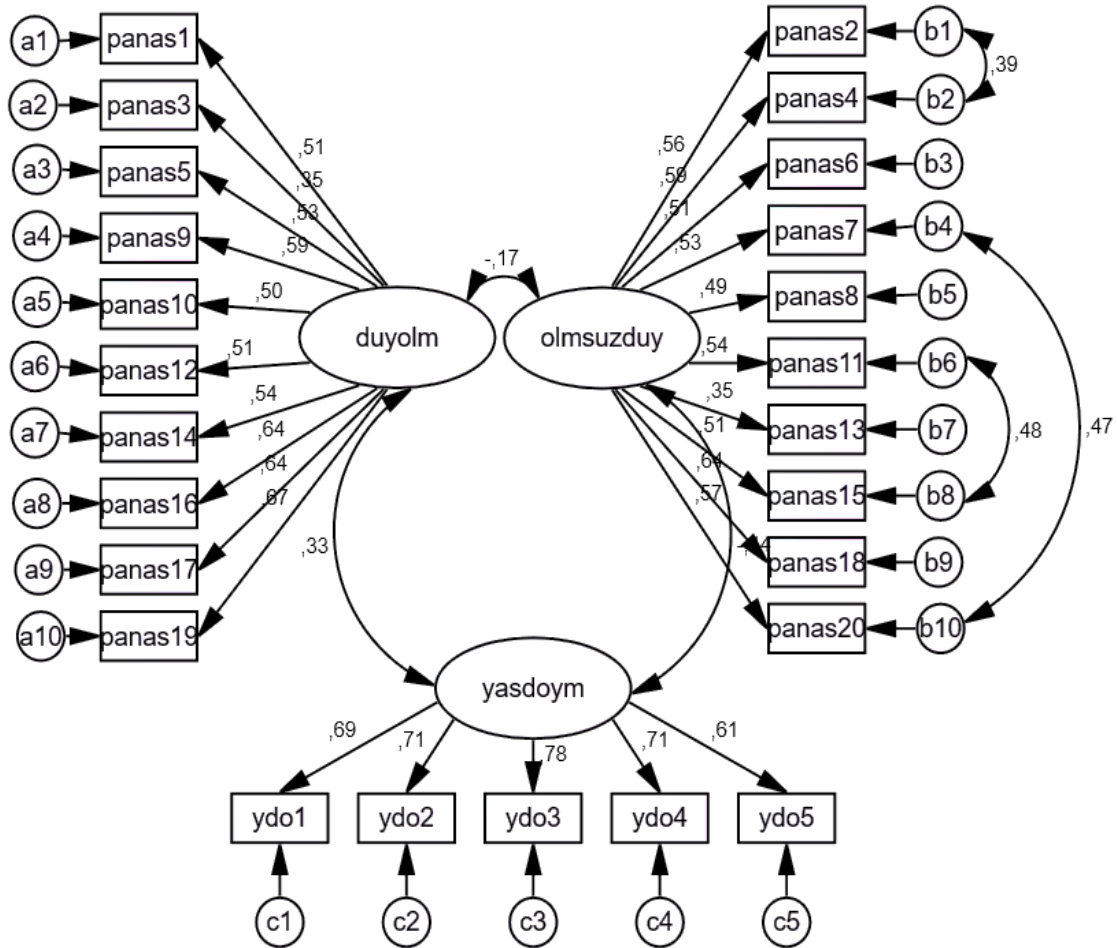 a1
panas1
a2
panas3
a3
panas5
a4
panas9
a5
panas10
a6
panas12
a7
panas14
a8
panas16
a9
panas17
a10
panas19
,51
,35
,53
,59
,50
,51
,54
,64
,64
,67
duyolm
-,17
olmsuzduy
,56
,59
,51
,53
,49
,54
,35
,51
,64
,57
panas2
b1
panas4
b2
panas6
b3
panas7
b4
panas8
b5
panas11
b6
panas13
b7
panas15
b8
panas18
b9
panas20
b10
,39
,48
,47
,33
yasdoym
,69
,71
,78
,71
,61
ydo1
ydo2
ydo3
ydo4
ydo5
c1
c2
c3
c4
c5